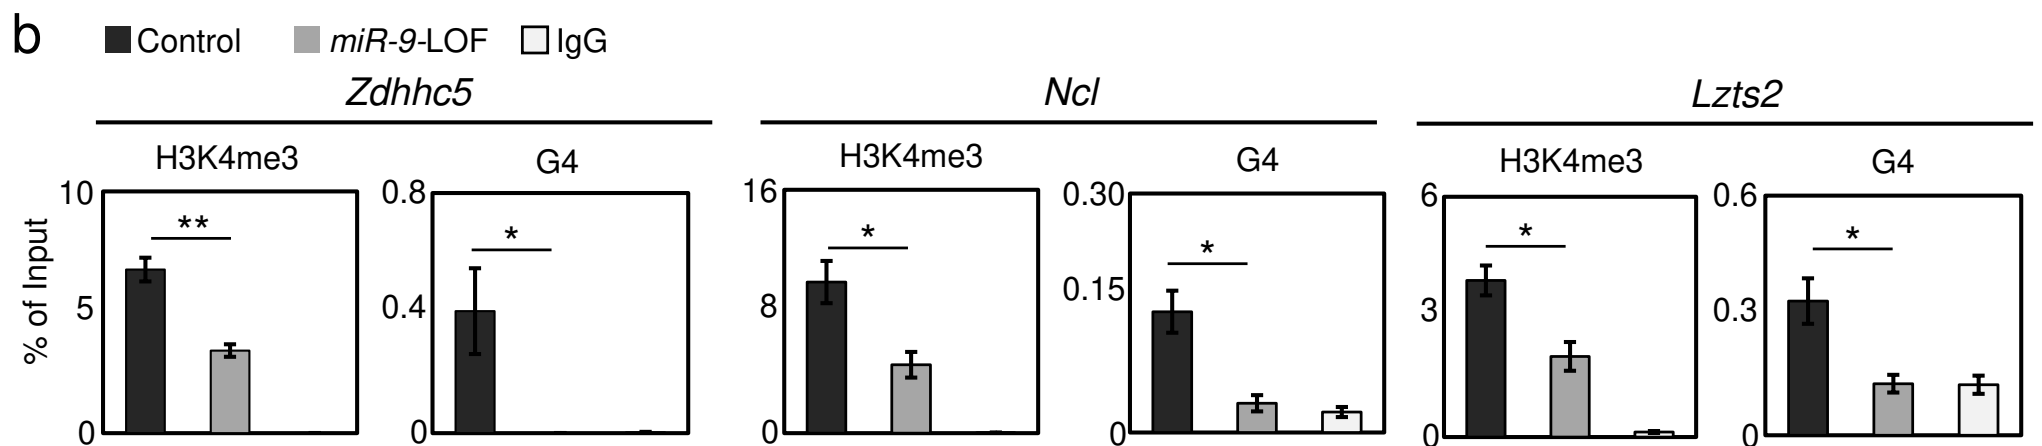 b
Control miR-9-LOF IgG
Zdhhc5 Ncl Lzts2
H3K4me3 G4 H3K4me3 G4 H3K4me3 G4
% of Input
10 5 0
**
0.8 0.4 0
*
16 8 0
*
0.30 0.15 0
*
6 3 0
*
0.6 0.3 0
*